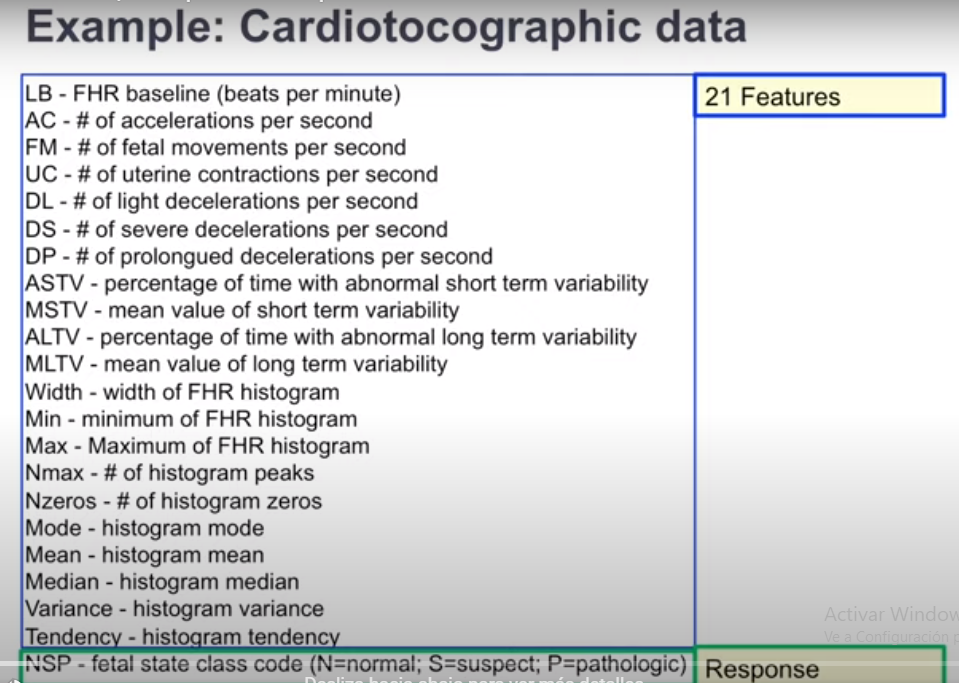 Example: Cardiotocographic data
LB - FHR baseline (beats per minute)
21 Features
AC - # of accelerations per second
FM - # of fetal movements per second
UC - # of uterine contractions per second
DL - # of light decelerations per second
DS - # of severe decelerations per second
DP - # of prolongued decelerations per second
ASTV - percentage of time with abnormal short term variability
MSTV - mean value of short term variability
ALTV - percentage of time with abnormal long term variability
MLTV - mean value of long term variability
Width - width of FHR histogram
Min - minimum of FHR histogram
Max - Maximum of FHR histogram
Nmax - # of histogram peaks
Nzeros - # of histogram zeros
Mode - histogram mode
Mean - histogram mean
Median - histogram median
Variance - histogram variance
Tendency - histogram tendency
Activar Window
Ve a Configuración p
NSP - fetal state class code (N=normal; S=suspect; P=pathologic)
Response
Desliza hacia abajo para ver más detalles